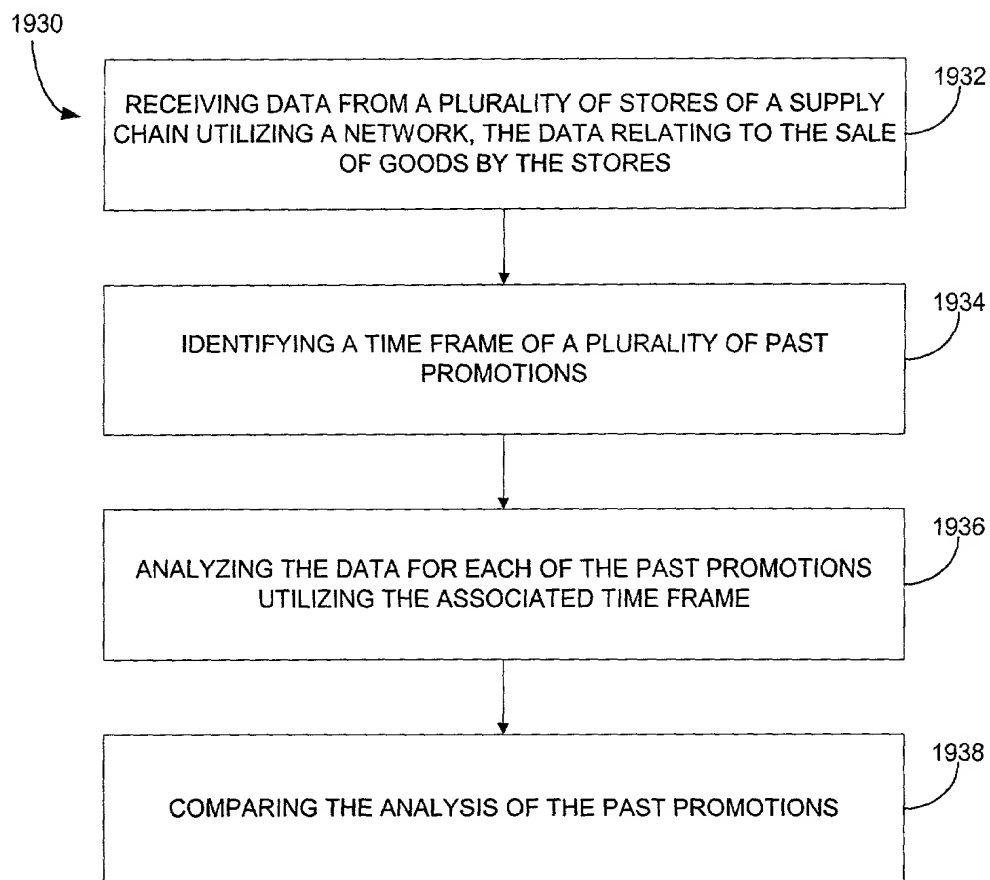 1930
1932
RECEIVING DATA FROM A PLURALITY OF STORES OF A SUPPLY
CHAIN UTILIZING A NETWORK, THE DATA RELATING TO THE SALE
OF GOODS BY THE STORES
1934
IDENTIFYING A TIME FRAME OF A PLURALITY OF PAST
PROMOTIONS
1936
ANALYZING THE DATA FOR EACH OF THE PAST PROMOTIONS
UTILIZING THE ASSOCIATED TIME FRAME
1938
COMPARING THE ANALYSIS OF THE PAST PROMOTIONS